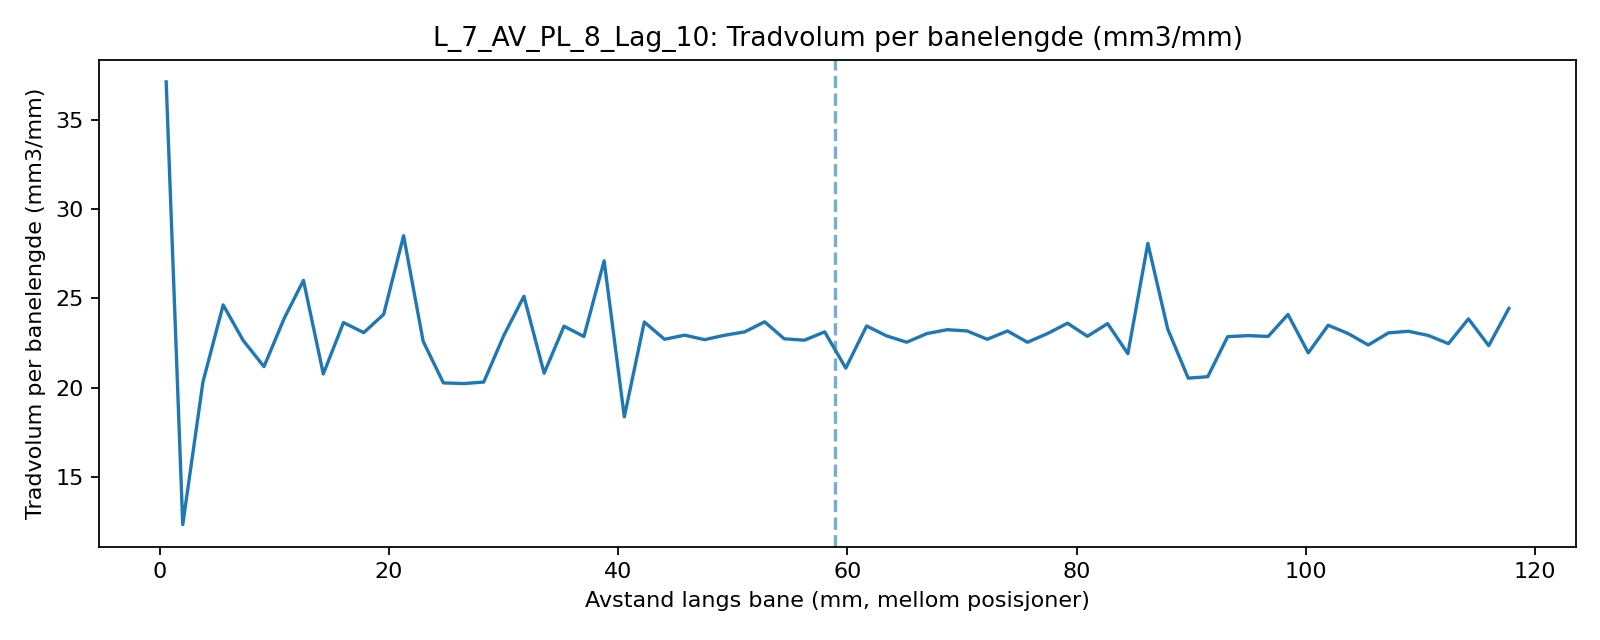 L_7_AV_PL_8_Lag_10: Tradvolum per banelengde (mm3/mm)
Tradvolum per banelengde (mm3/mm)
35
30
25
20
15
0 20 40 60 80 100 120
Avstand langs bane (mm, mellom posisjoner)